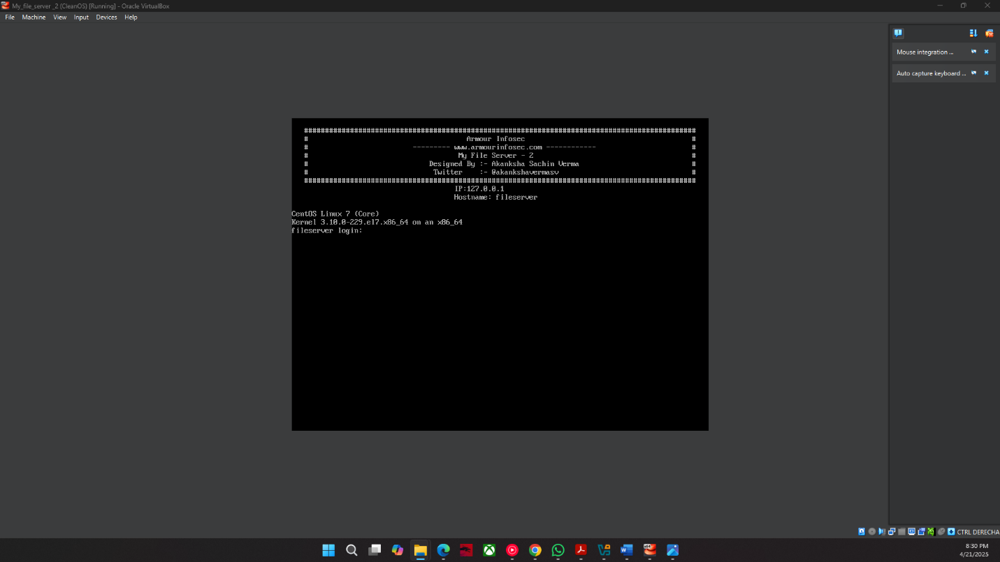 My_file_server _2 (CleanOS) [Running] - Oracle VirtualBox
File Machine View Input Devices Help
Mouse integration ...
Auto capture keyboard ...
###############################################################################################
# Armour Infosec #
# --------- www.armourinfosec.com ------------ #
# My File Server - 2 #
# Designed By :- Akanksha Sachin Verma #
# Twitter :- @akankshavermasv #
###############################################################################################
IP:127.0.0.1
Hostname: fileserver
CentOS Linux 7 (Core)
Kernel 3.10.0-229.el7.x86_64 on an x86_64
fileserver login:
CTRL DERECHA
8:30 PM
4/21/2025